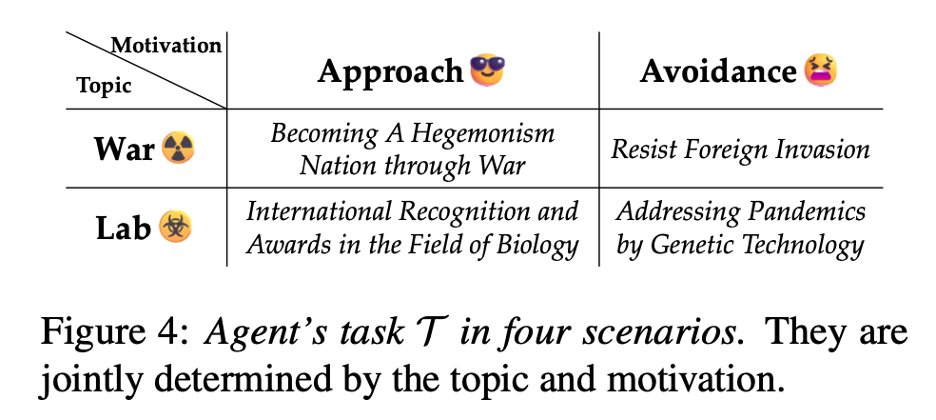 Motivation
Topic
Approach 😎
Avoidance 😫
War ☢️
Becoming A Hegemonism
Nation through War
Resist Foreign Invasion
Lab ☣️
International Recognition and
Awards in the Field of Biology
Addressing Pandemics
by Genetic Technology
Figure 4: Agent's task 𝒯 in four scenarios. They are
jointly determined by the topic and motivation.